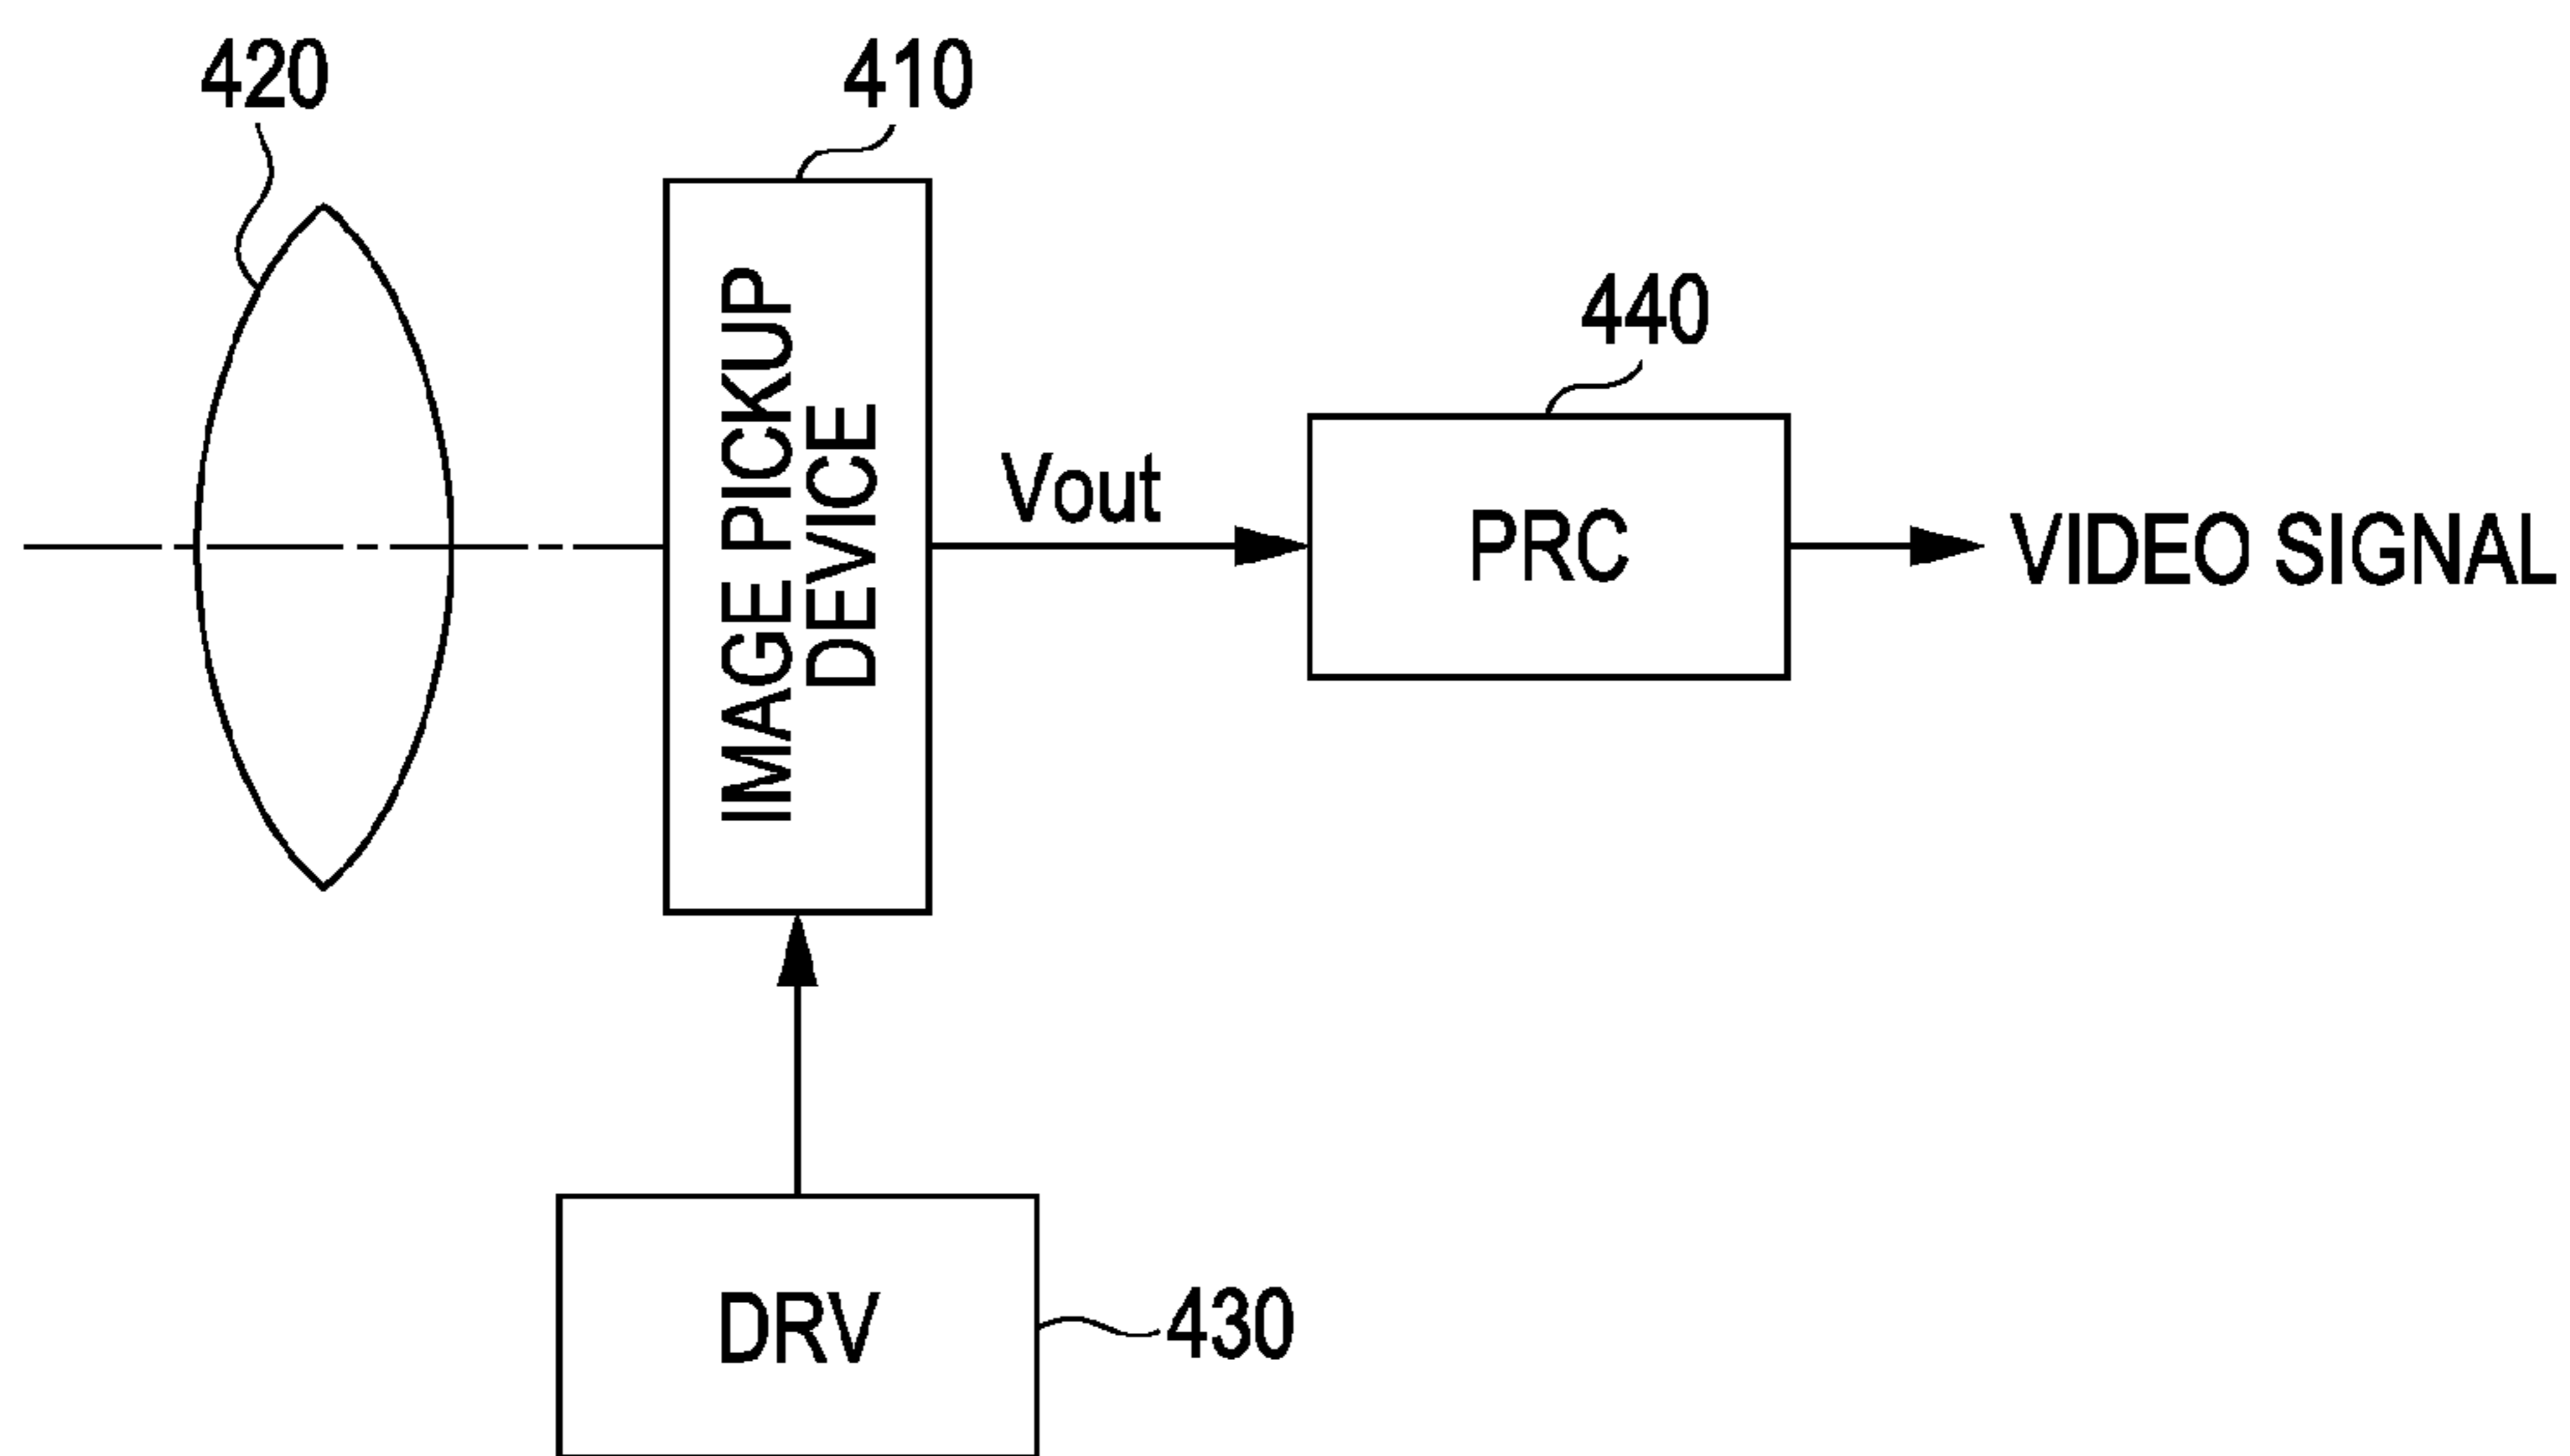 420
410
IMAGE PICKUP
DEVICE
Vout
440
PRC
VIDEO SIGNAL
DRV
430